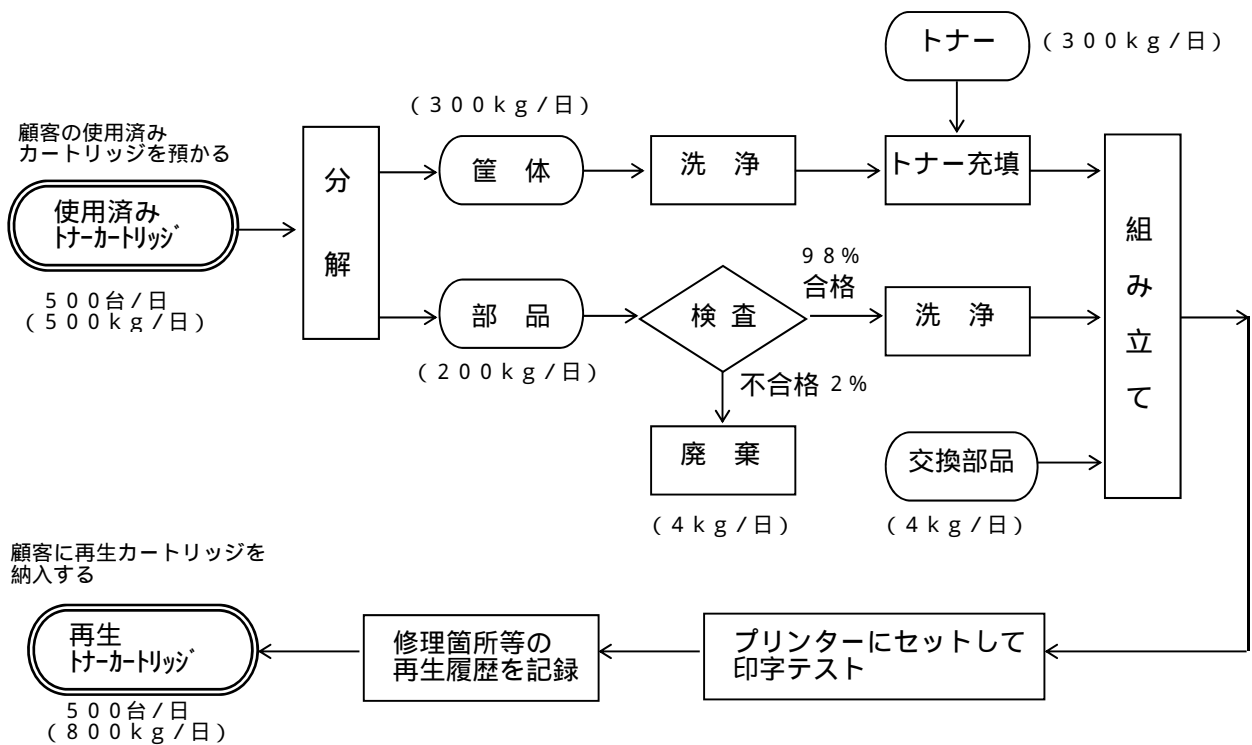 トナー
（３００ｋｇ/日）
（３００ｋｇ/日）
顧客の使用済み
カートリッジを預かる
使用済み
ﾄﾅｰｶｰﾄﾘｯｼﾞ
５００台/日
（５００ｋｇ/日）
分
解
筐　体
洗　浄
トナー充填
部　品
（２００ｋｇ/日）
検 査
９８％
合格
洗　浄
不合格 ２％
廃　棄
（４ｋｇ/日）
交換部品
（４ｋｇ/日）
組
み
立
て
プリンターにセットして
印字テスト
修理箇所等の
再生履歴を記録
顧客に再生カートリッジを
納入する
再生
ﾄﾅｰｶｰﾄﾘｯｼﾞ
５００台/日
（８００ｋｇ/日）